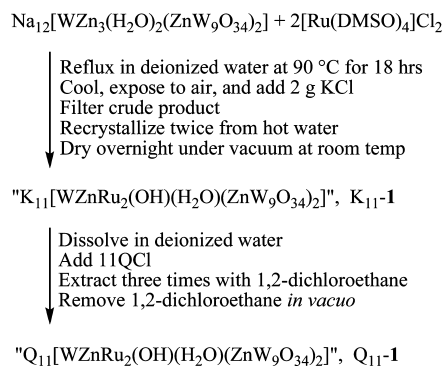 Na₁₂[WZn₃(H₂O)₂(ZnW₉O₃₄)₂] + 2[Ru(DMSO)₄]Cl₂
Reflux in deionized water at 90 °C for 18 hrs
Cool, expose to air, and add 2 g KCl
Filter crude product
Recrystallize twice from hot water
Dry overnight under vacuum at room temp
"K₁₁[WZnRu₂(OH)(H₂O)(ZnW₉O₃₄)₂]", K₁₁-1
Dissolve in deionized water
Add 11QCl
Extract three times with 1,2-dichloroethane
Remove 1,2-dichloroethane in vacuo
"Q₁₁[WZnRu₂(OH)(H₂O)(ZnW₉O₃₄)₂]", Q₁₁-1